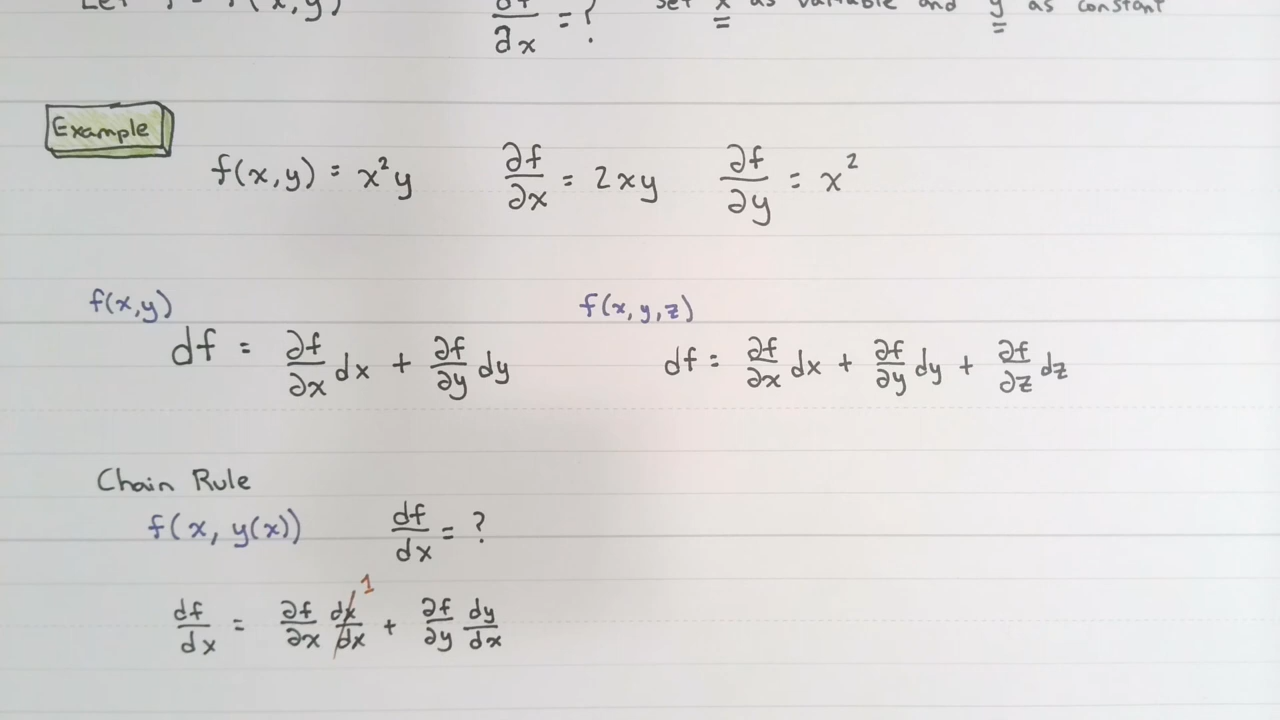 ∂x = ? Set x as variable and y as constant
Example
f(x,y) = x²y ∂f/∂x = 2xy ∂f/∂y = x²
f(x,y) f(x,y,z)
df = ∂f/∂x dx + ∂f/∂y dy df = ∂f/∂x dx + ∂f/∂y dy + ∂f/∂z dz
Chain Rule
f(x, y(x)) df/dx = ?
df/dx = ∂f/∂x dx/dx 1 + ∂f/∂y dy/dx